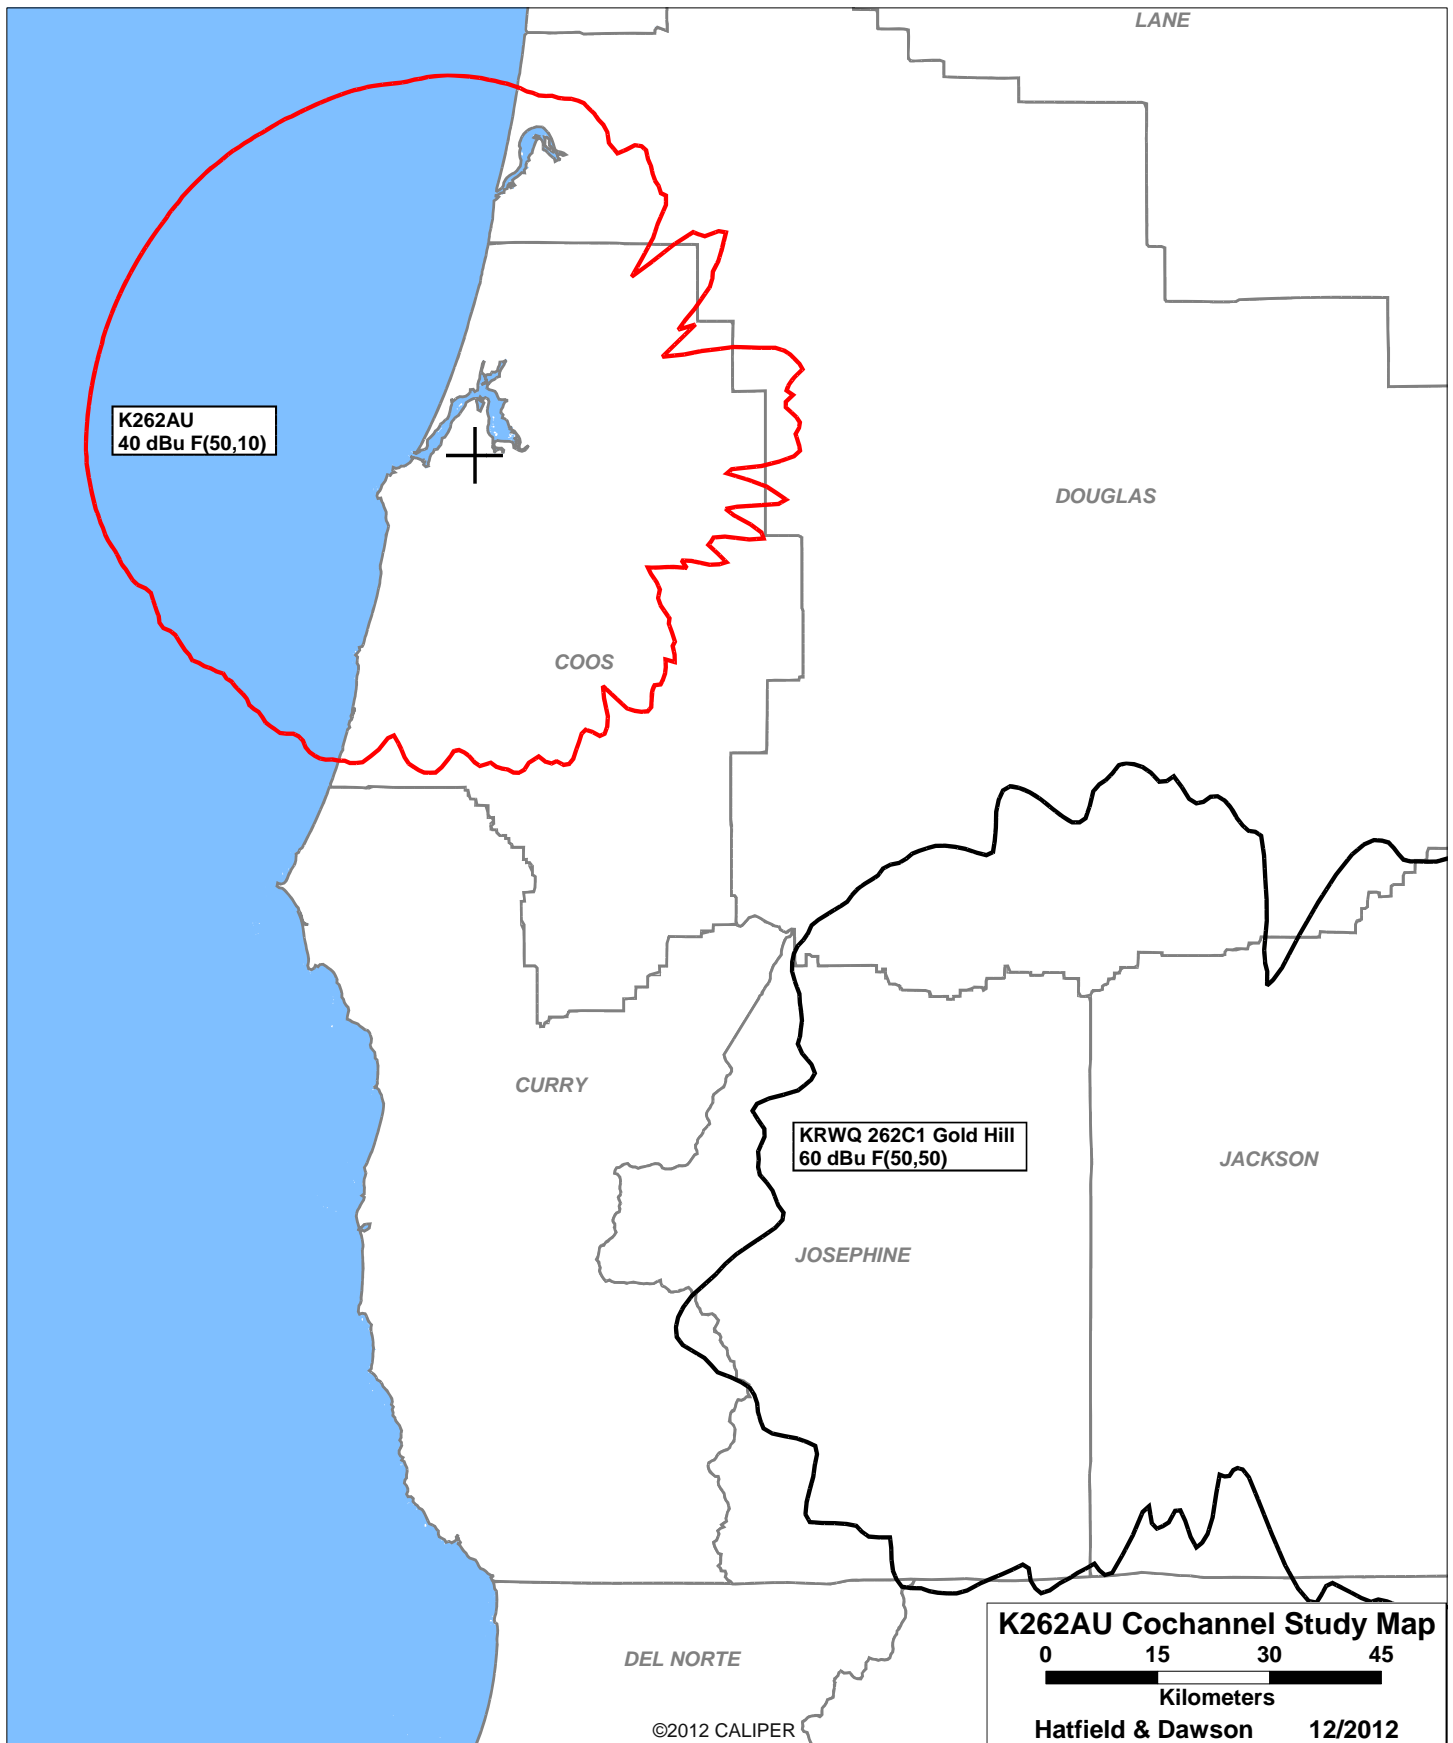 LANE
K262AU
40 dBu F(50,10)
DOUGLAS
COOS
CURRY
KRWQ 262C1 Gold Hill
60 dBu F(50,50)
JACKSON
JOSEPHINE
DEL NORTE
K262AU Cochannel Study Map
0 15 30 45
Kilometers
Hatfield & Dawson 12/2012
©2012 CALIPER